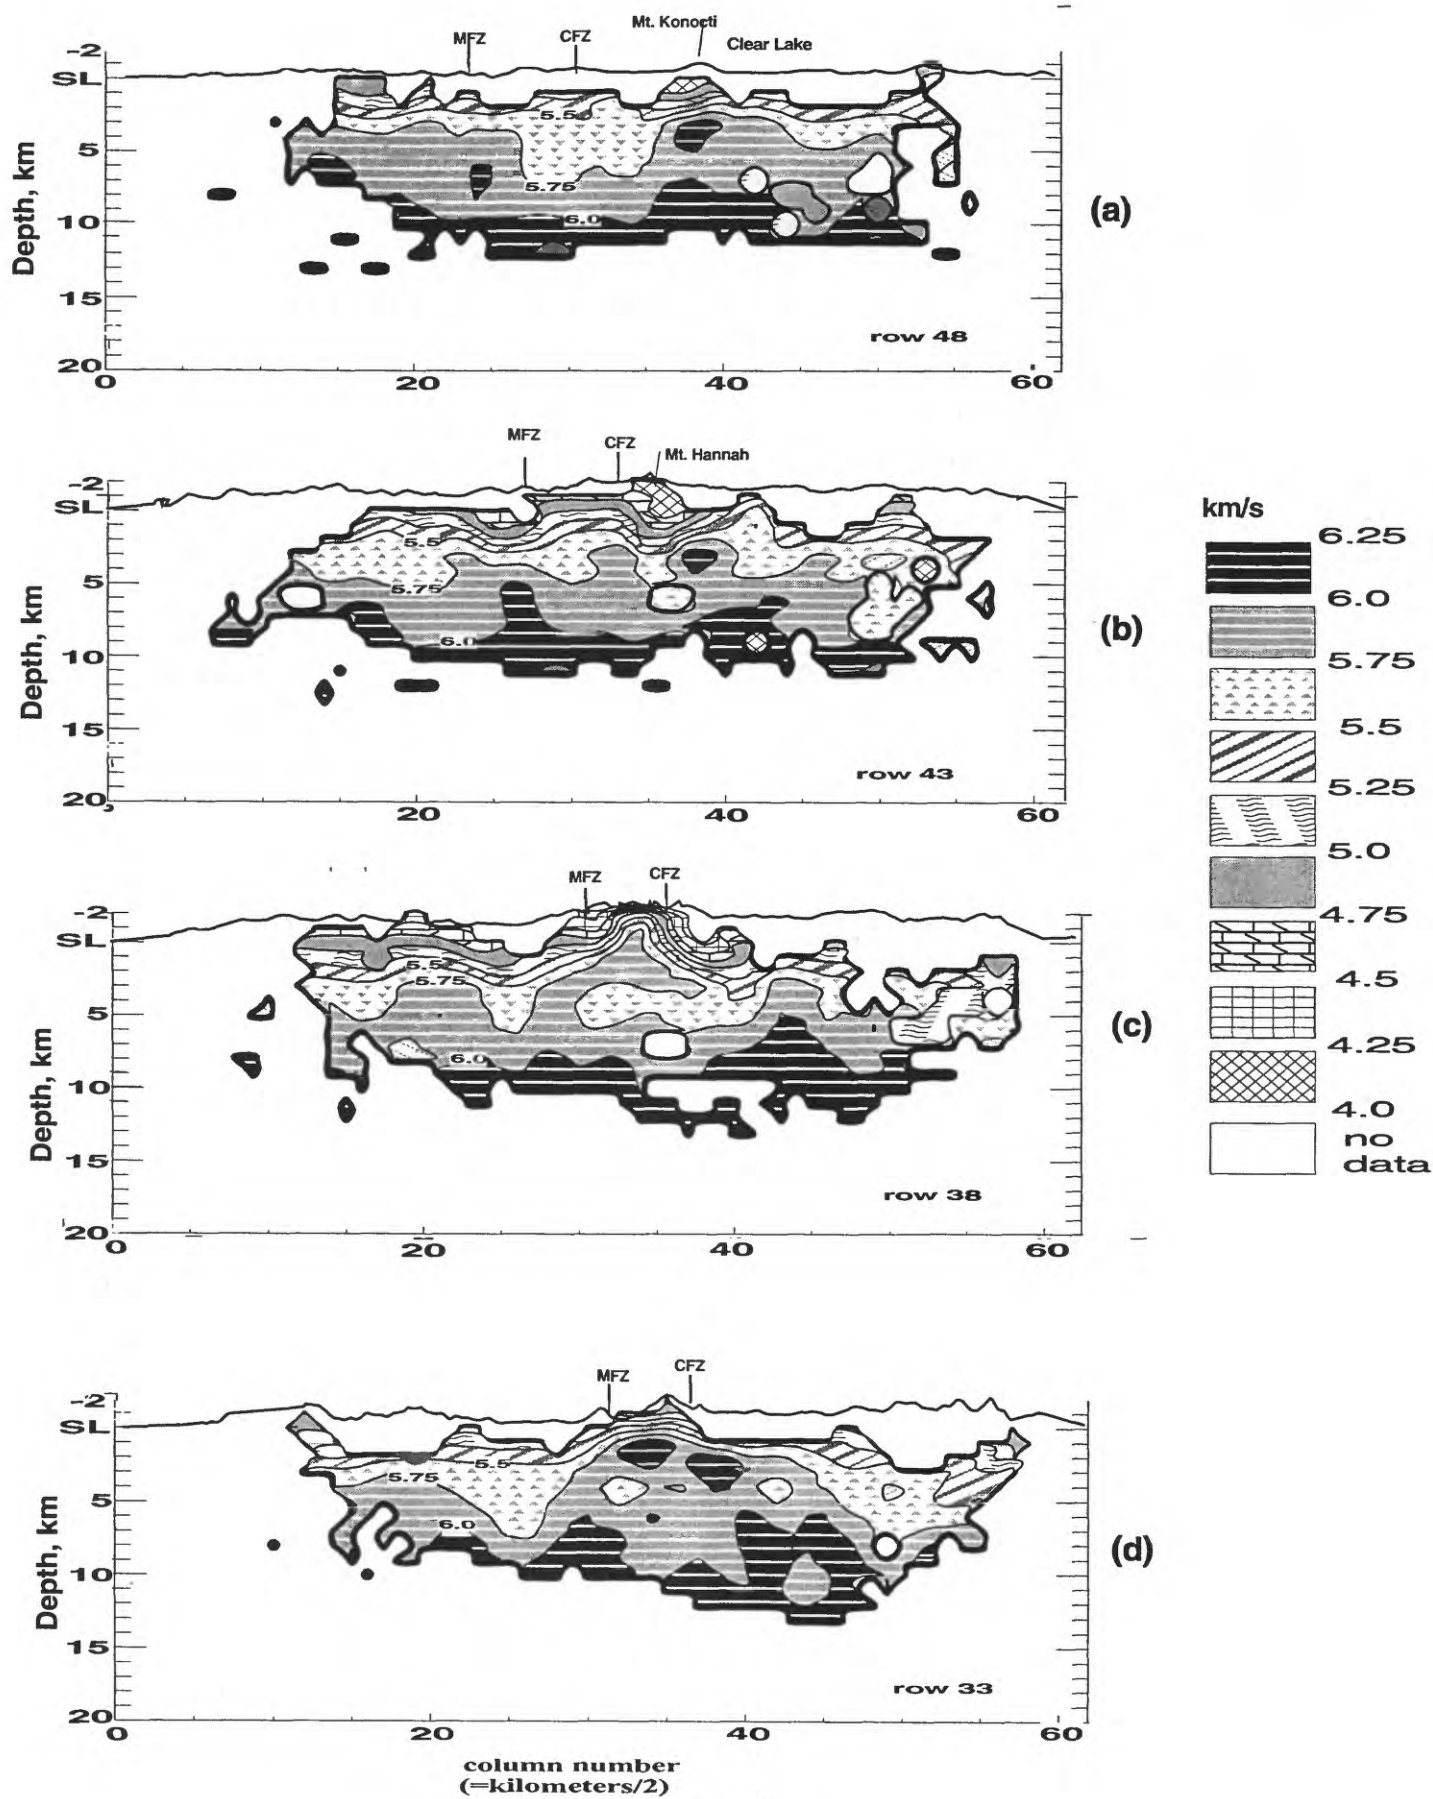 Mt. Konocti
MFZ
CFZ
Clear Lake
-2
SL
5.5
5
5.75
6.0
10
15
20
0
20
40
60
Depth, km
row 48
(a)
MFZ
CFZ
Mt. Hannah
-2
SL
5.5
5
5.75
6.0
10
15
20
20
40
60
Depth, km
row 43
(b)
km/s
6.25
6.0
5.75
5.5
5.25
5.0
4.75
4.5
4.25
4.0
no
data
MFZ
CFZ
-2
SL
5.5
5.75
5
6.0
10
15
20
0
20
40
60
Depth, km
row 38
(c)
MFZ
CFZ
-2
SL
5.5
5.75
5
6.0
10
15
20
0
20
40
60
Depth, km
row 33
(d)
column number
(=kilometers/2)